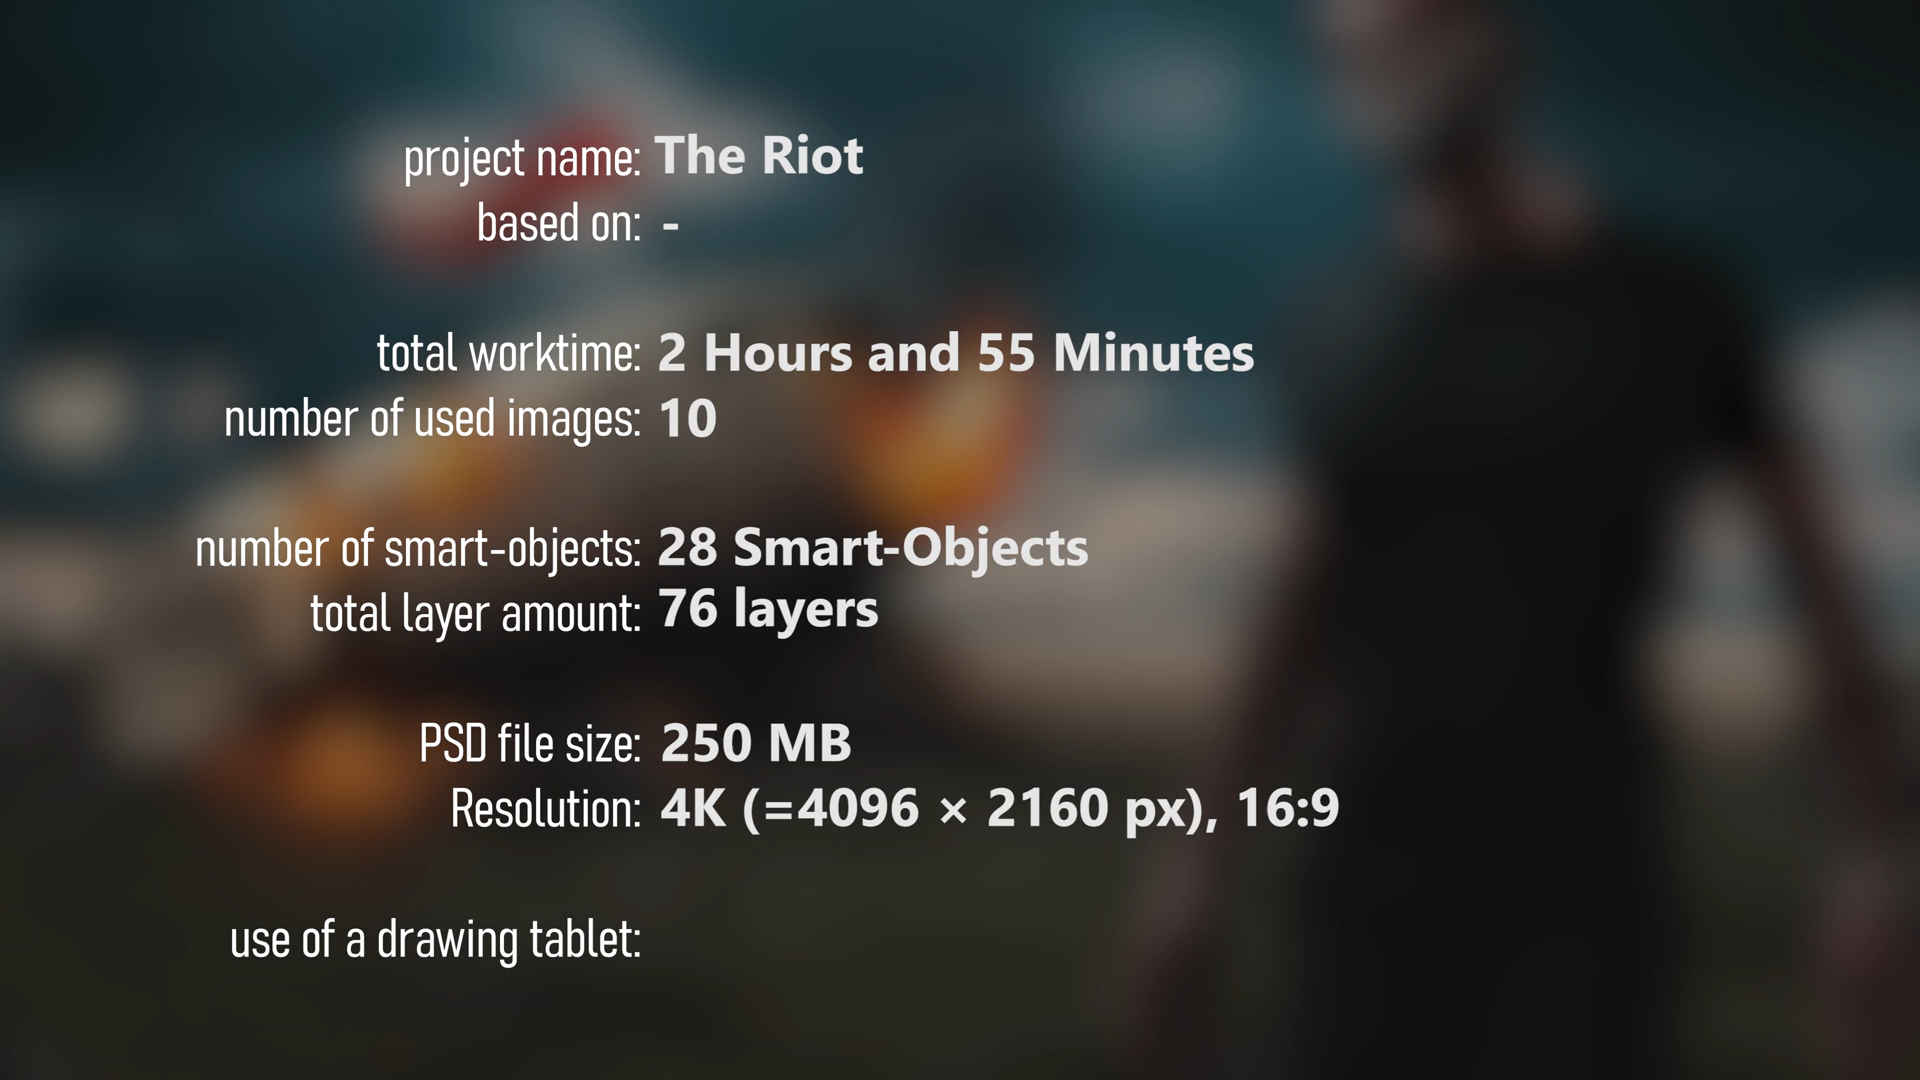 project name: The Riot
based on: -
total worktime: 2 Hours and 55 Minutes
number of used images: 10
number of smart-objects: 28 Smart-Objects
total layer amount: 76 layers
PSD file size: 250 MB
Resolution: 4K (=4096 × 2160 px), 16:9
use of a drawing tablet: